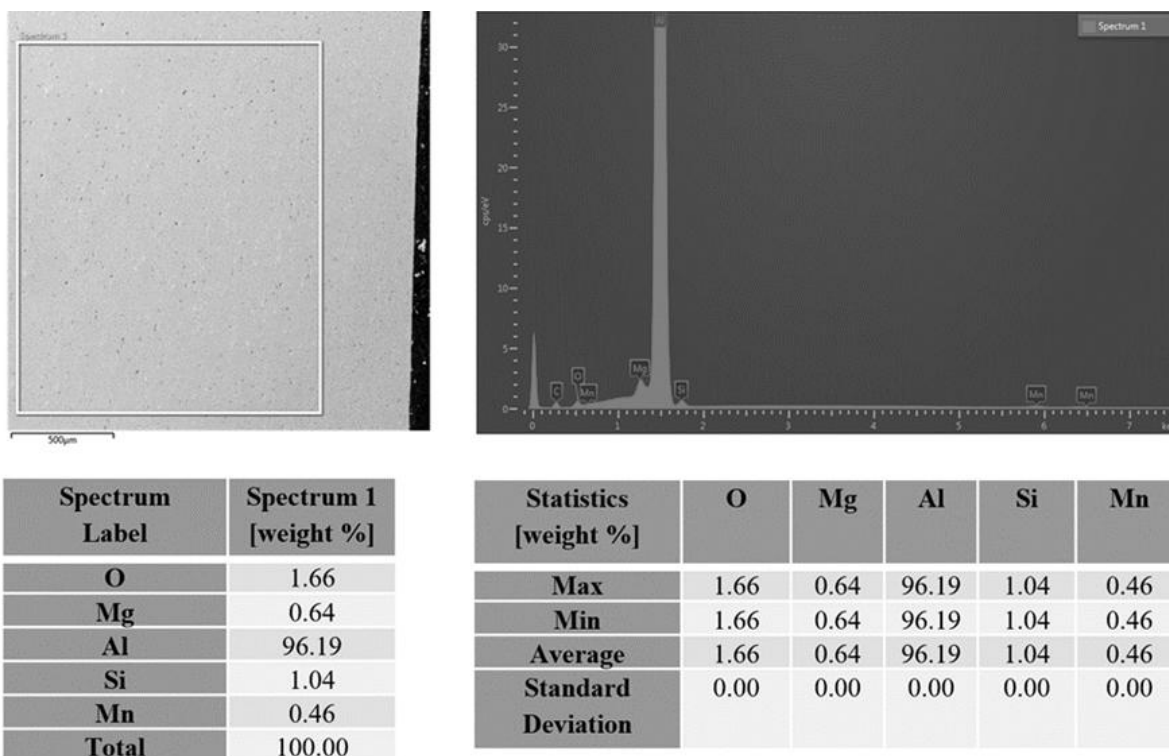 Spectrum 1
500µm
Spectrum 1
cps/eV
30
25
20
15
10
5
0
Al
C
O
Mn
Mg
Si
Mn
Mn
0 1 2 3 4 5 6 7
Spectrum Label Spectrum 1 [weight %]
O 1.66
Mg 0.64
Al 96.19
Si 1.04
Mn 0.46
Total 100.00
Statistics [weight %] O Mg Al Si Mn
Max 1.66 0.64 96.19 1.04 0.46
Min 1.66 0.64 96.19 1.04 0.46
Average 1.66 0.64 96.19 1.04 0.46
Standard Deviation 0.00 0.00 0.00 0.00 0.00